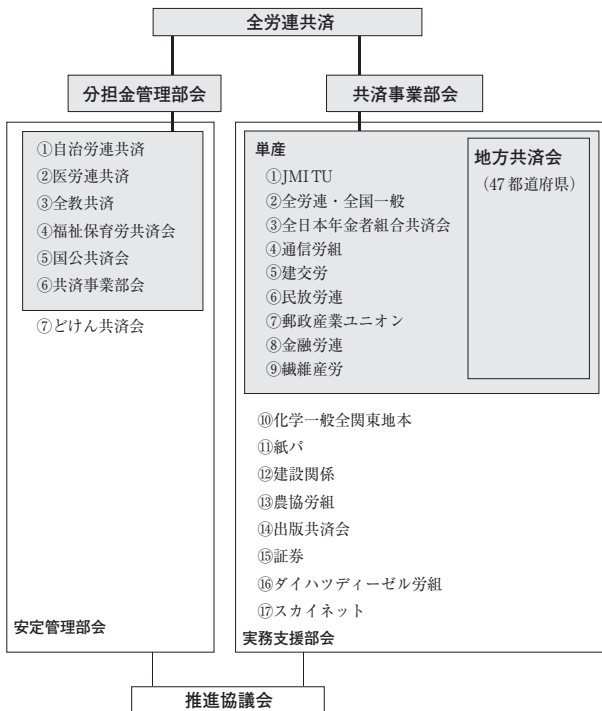 全労連共済
分担金管理部会
①自治労連共済
②医労連共済
③全教共済
④福祉保育労共済会
⑤国公共済会
⑥共済事業部会
⑦どけん共済会
安定管理部会
共済事業部会
単産
①JMITU
②全労連・全国一般
③全日本年金者組合共済会
④通信労組
⑤建交労
⑥民放労連
⑦郵政産業ユニオン
⑧金融労連
⑨繊維産労
地方共済会
（47都道府県）
⑩化学一般全関東地本
⑪紙パ
⑫建設関係
⑬農協労組
⑭出版共済会
⑮証券
⑯ダイハツディーゼル労組
⑰スカイネット
実務支援部会
推進協議会